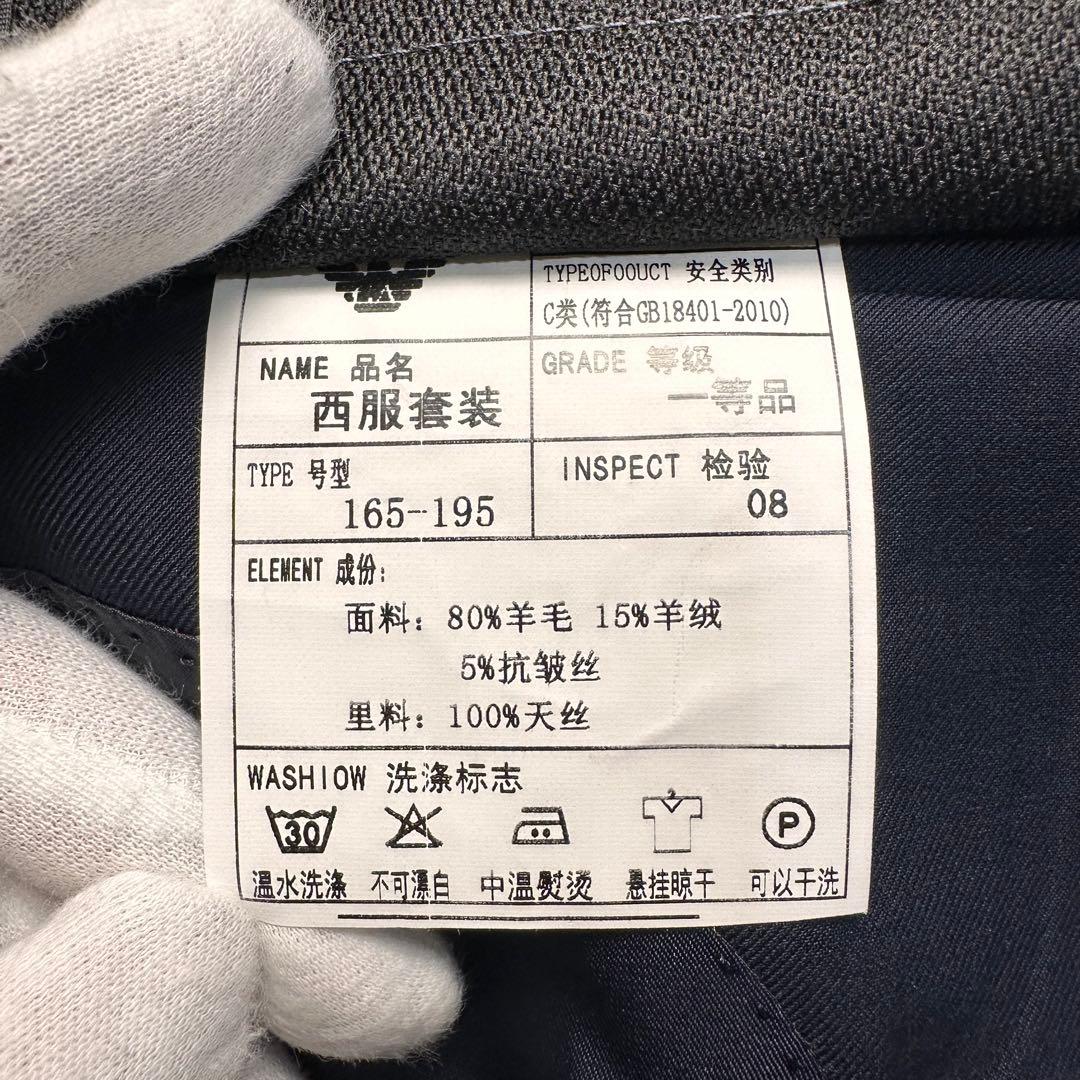 TYPEOFOOUCT 安全类别
C类(符合GB18401-2010)
NAME 品名
西服套装
GRADE 等级
一等品
TYPE 号型
165-195
INSPECT 检验
08
ELEMENT 成份:
面料: 80%羊毛 15%羊绒
5%抗皱丝
里料: 100%天丝
WASHIOW 洗涤标志
30
P
温水洗涤 不可漂白 中温熨烫 悬挂晾干 可以干洗